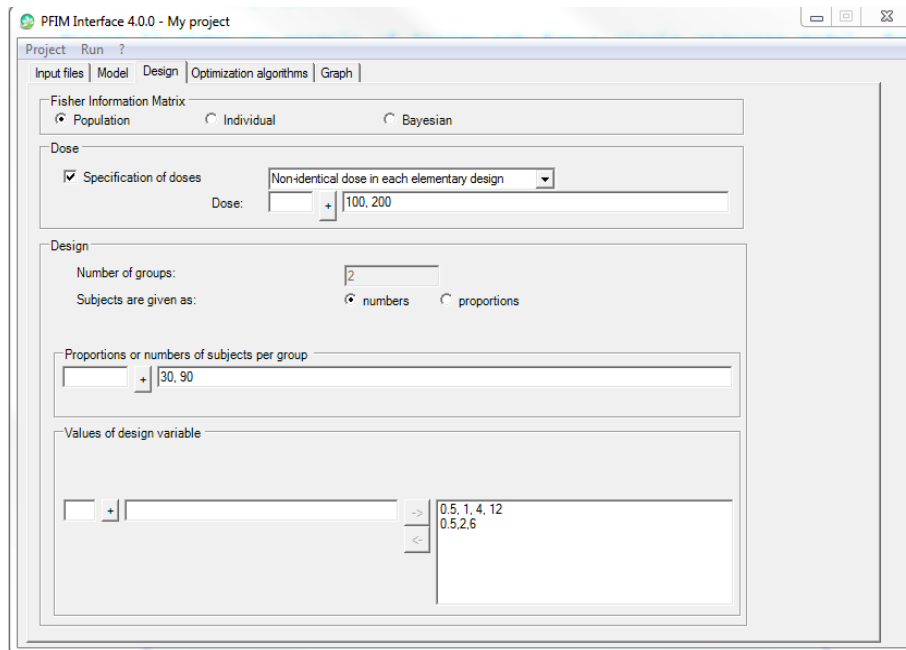 PFIM Interface 4.0.0 - My project
Project Run ?
Input files Model Design Optimization algorithms Graph
Fisher Information Matrix
Population Individual Bayesian
Dose
Specification of doses Non-identical dose in each elementary design
Dose: + 100, 200
Design
Number of groups: 2
Subjects are given as: numbers proportions
Proportions or numbers of subjects per group
+ 30, 90
Values of design variable
+ -> 0.5, 1, 4, 12
0.5,2,6
<-